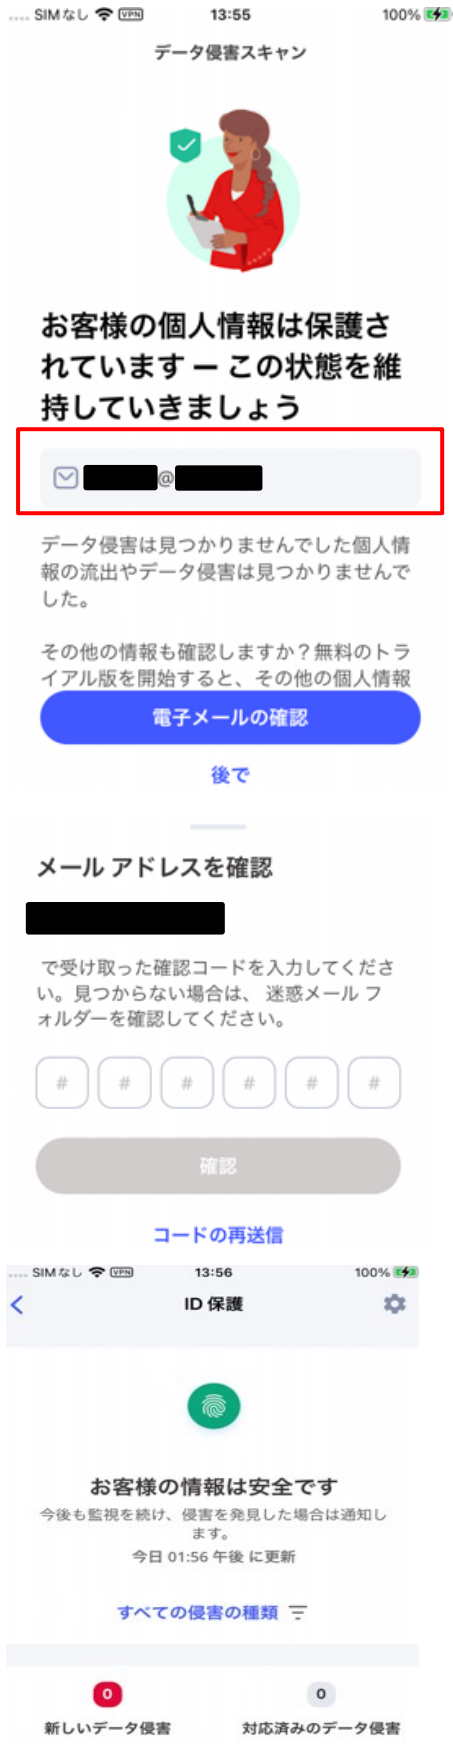 SIMなし VPN 13:55 100%
データ侵害スキャン
お客様の個人情報は保護さ
れています — この状態を維
持していきましょう
@
データ侵害は見つかりませんでした個人情
報の流出やデータ侵害は見つかりませんで
した。
その他の情報も確認しますか？無料のトラ
イアル版を開始すると、その他の個人情報
電子メールの確認
後で
メール アドレスを確認
で受け取った確認コードを入力してくださ
い。見つからない場合は、 迷惑メール フ
ォルダーを確認してください。
# # # # # #
確認
コードの再送信
SIMなし VPN 13:56 100%
ID 保護
お客様の情報は安全です
今後も監視を続け、侵害を発見した場合は通知し
ます。
今日 01:56 午後 に更新
すべての侵害の種類
0 0
新しいデータ侵害 対応済みのデータ侵害